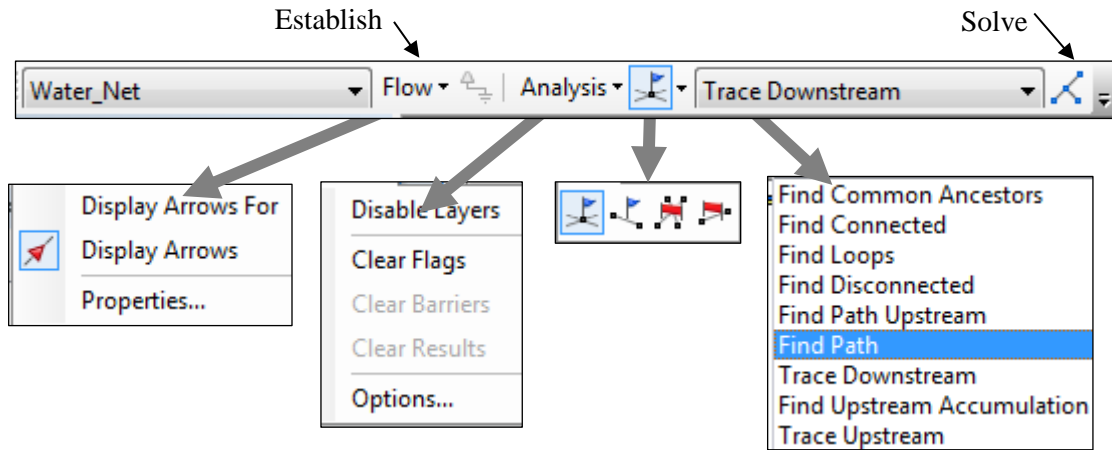 Establish
Solve
Water_Net
Flow
Analysis
Trace Downstream
Display Arrows For
Display Arrows
Properties...
Disable Layers
Clear Flags
Clear Barriers
Clear Results
Options...
Find Common Ancestors
Find Connected
Find Loops
Find Disconnected
Find Path Upstream
Find Path
Trace Downstream
Find Upstream Accumulation
Trace Upstream